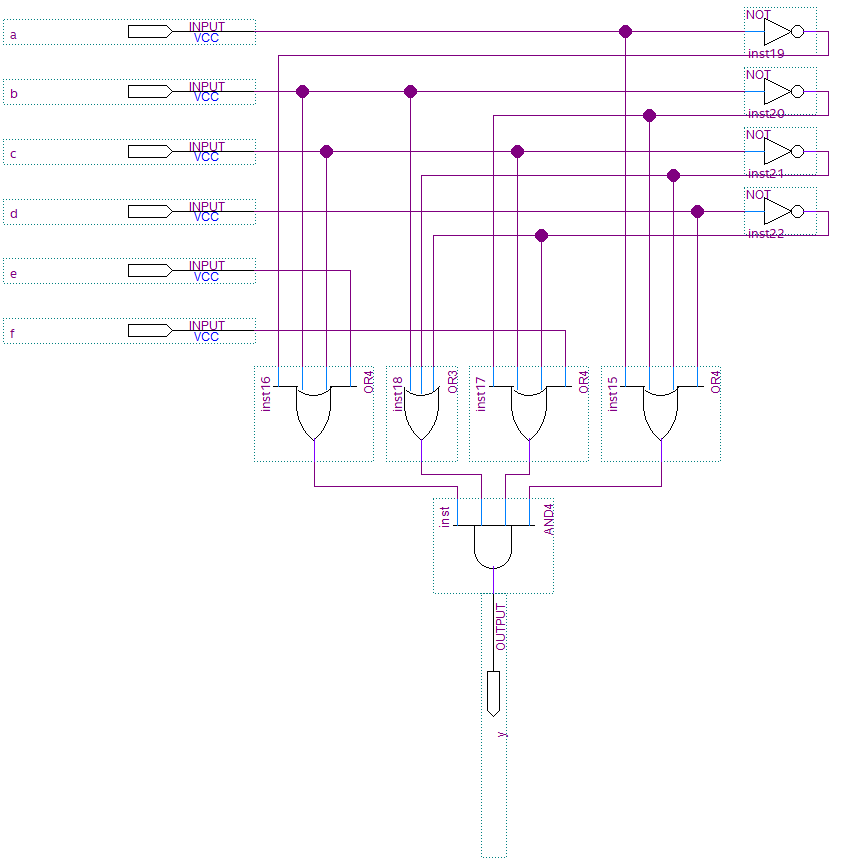 NOT
a INPUT
VCC
inst19
NOT
b INPUT
VCC
inst20
NOT
c INPUT
VCC
inst21
NOT
d INPUT
VCC
inst22
e INPUT
VCC
f INPUT
VCC
inst16
OR4
inst18
OR3
inst17
OR4
inst15
OR4
inst
AND4
OUTPUT
y